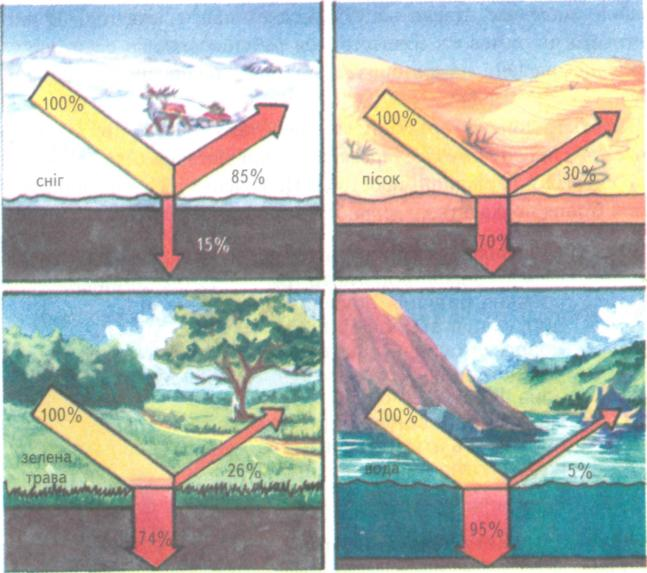 100%
85%
сніг
15%
100%
30%
пісок
70%
100%
зелена
трава
26%
74%
100%
вода
5%
95%